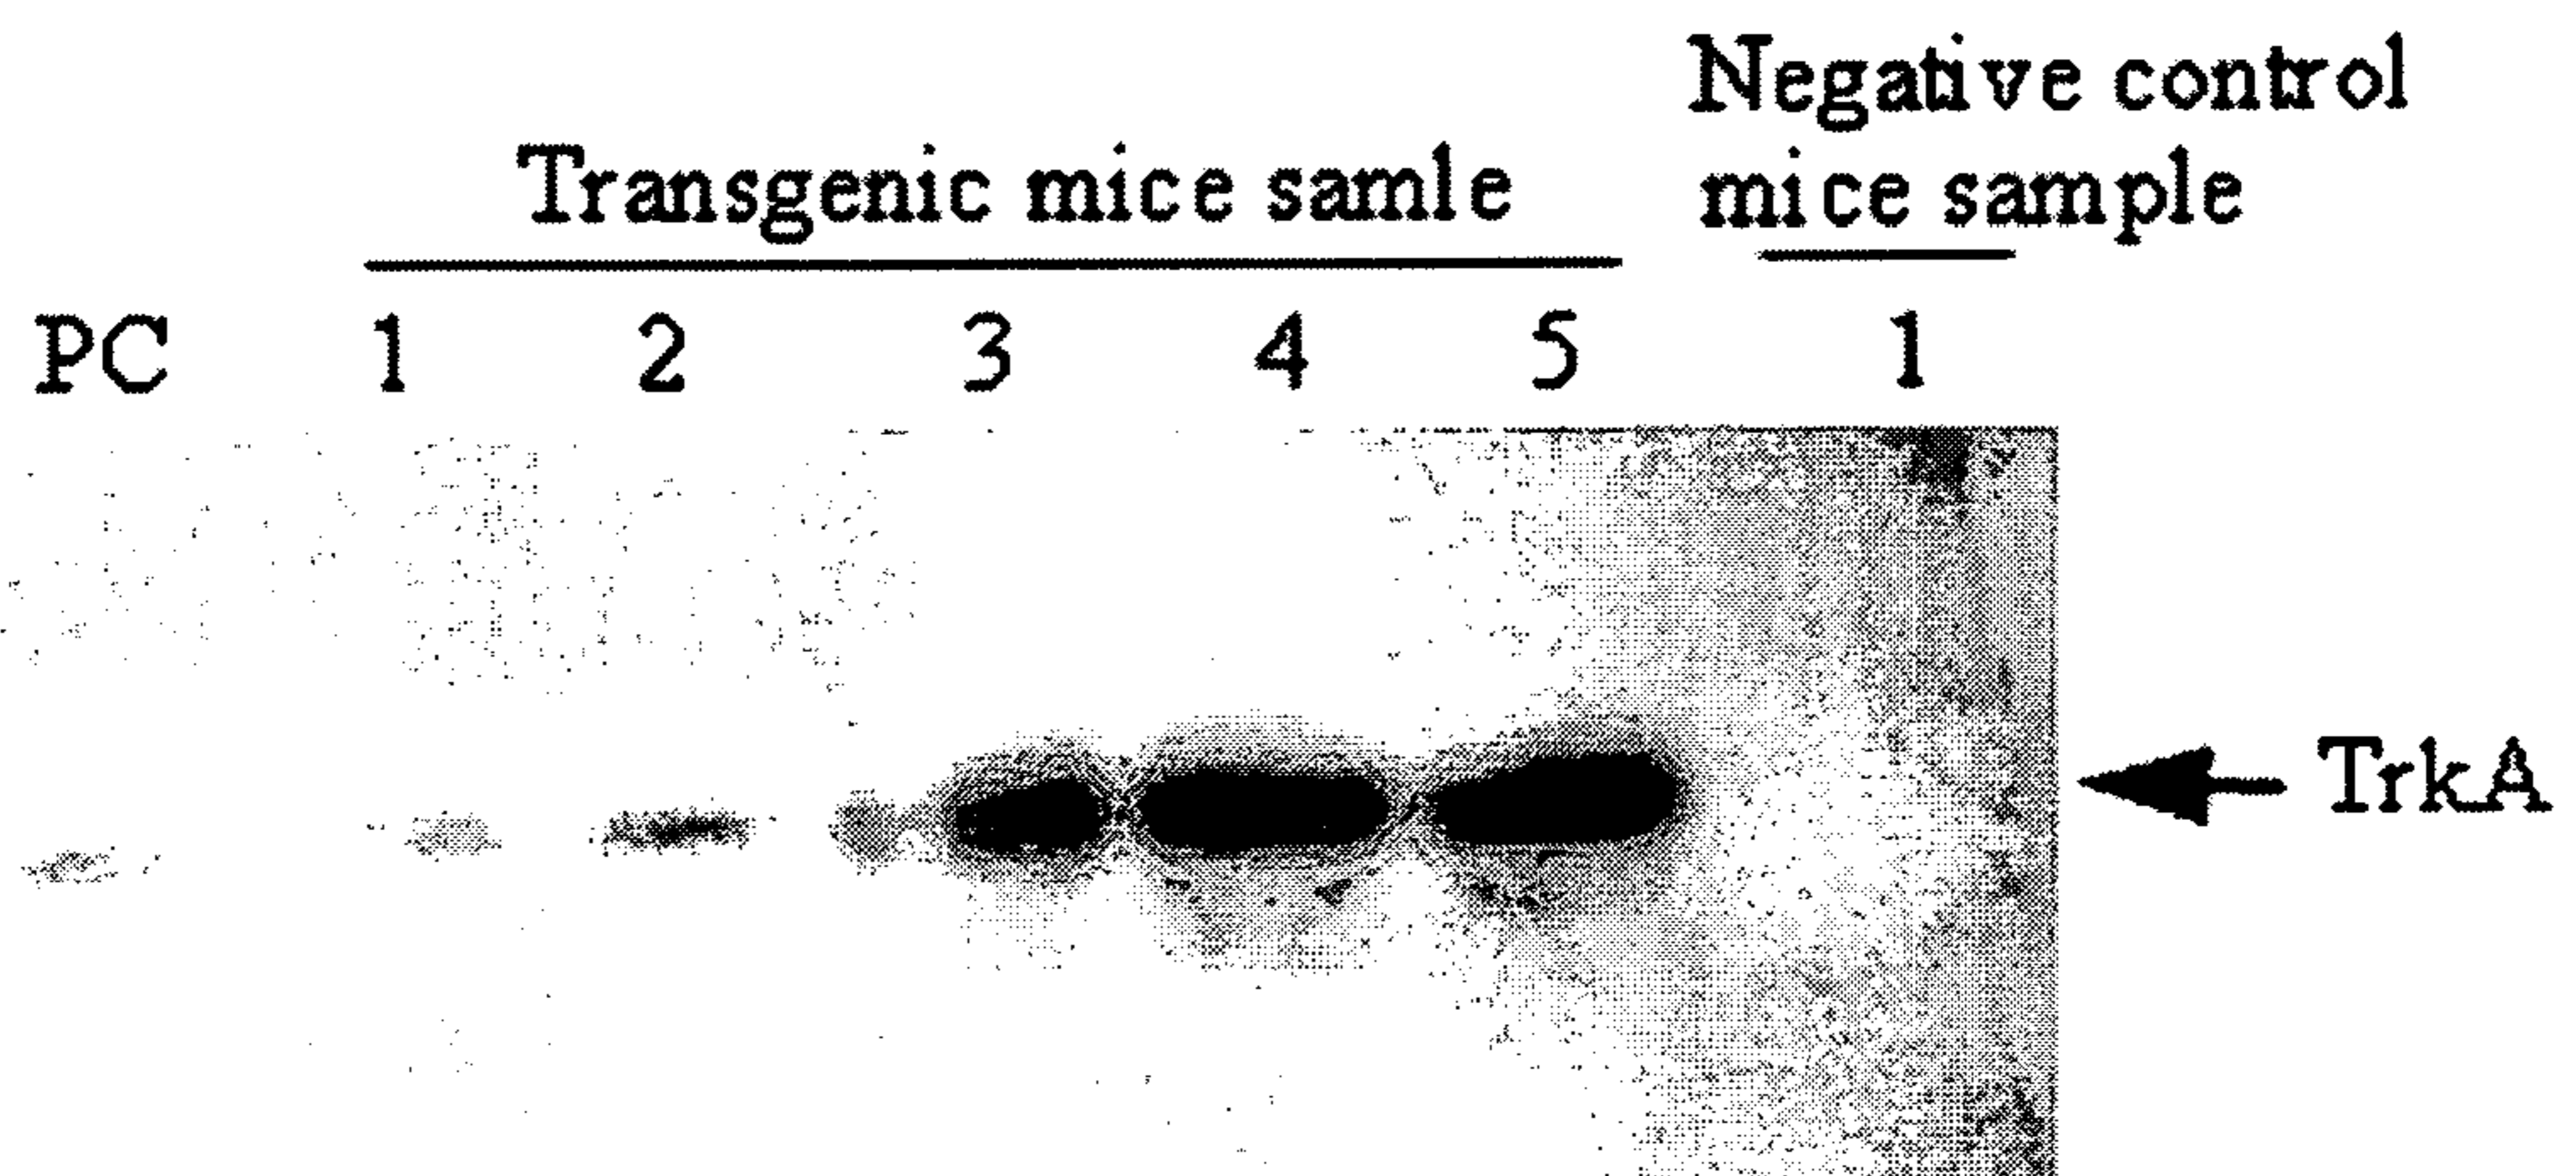 Negative control
Transgenic mice samle mice sample
PC 1 2 3 4 5 1
TrkA